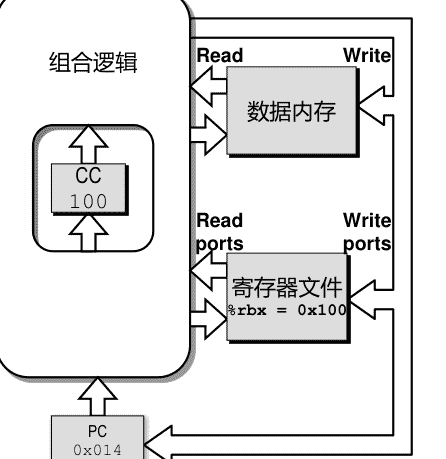 组合逻辑
Read
Write
数据内存
CC
100
Read
ports
Write
ports
寄存器文件
%rbx = 0x100
PC
0x014